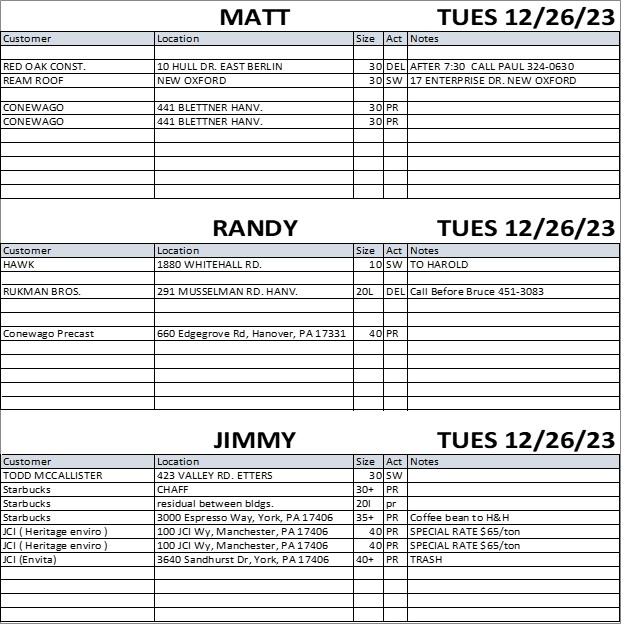 MATT TUES 12/26/23
Customer Location Size Act Notes
RED OAK CONST. 10 HULL DR. EAST BERLIN 30 DEL AFTER 7:30 CALL PAUL 324-0630
REAM ROOF NEW OXFORD 30 SW 17 ENTERPRISE DR. NEW OXFORD
CONEWAGO 441 BLETTNER HANV. 30 PR
CONEWAGO 441 BLETTNER HANV. 30 PR
RANDY TUES 12/26/23
Customer Location Size Act Notes
HAWK 1880 WHITEHALL RD. 10 SW TO HAROLD
RUKMAN BROS. 291 MUSSELMAN RD. HANV. 20L DEL Call Before Bruce 451-3083
Conewago Precast 660 Edgegrove Rd, Hanover, PA 17331 40 PR
JIMMY TUES 12/26/23
Customer Location Size Act Notes
TODD MCCALLISTER 423 VALLEY RD. ETTERS 30 SW
Starbucks CHAFF 30+ PR
Starbucks residual between bldgs. 20l pr
Starbucks 3000 Espresso Way, York, PA 17406 35+ PR Coffee bean to H&H
JCI ( Heritage enviro ) 100 JCI Wy, Manchester, PA 17406 40 PR SPECIAL RATE $65/ton
JCI ( Heritage enviro ) 100 JCI Wy, Manchester, PA 17406 40 PR SPECIAL RATE $65/ton
JCI (Envita) 3640 Sandhurst Dr, York, PA 17406 40+ PR TRASH